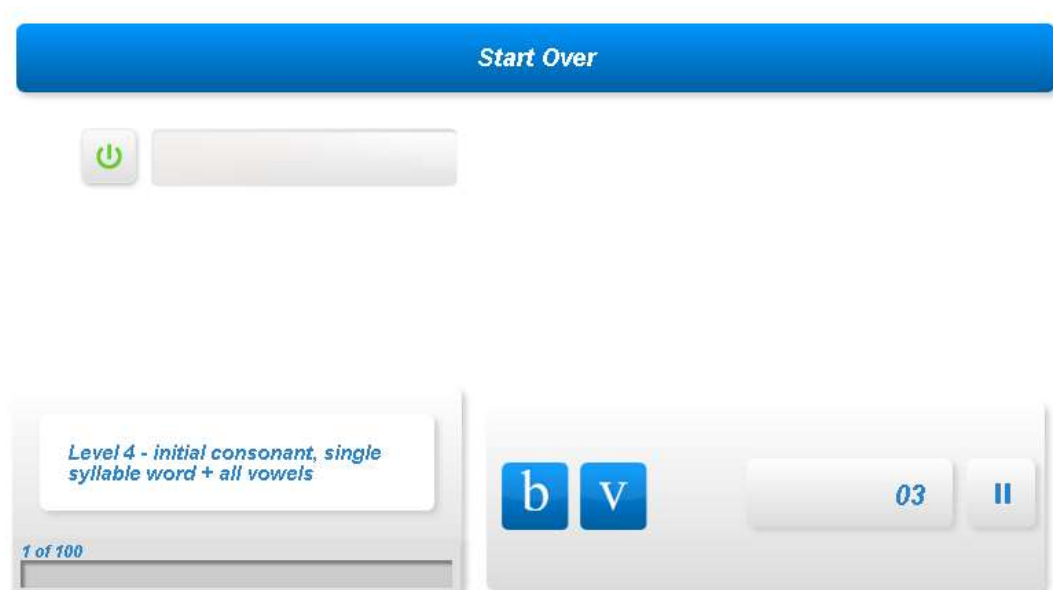 Start Over
Level 4 - initial consonant, single
syllable word + all vowels
b v
03
1 of 100